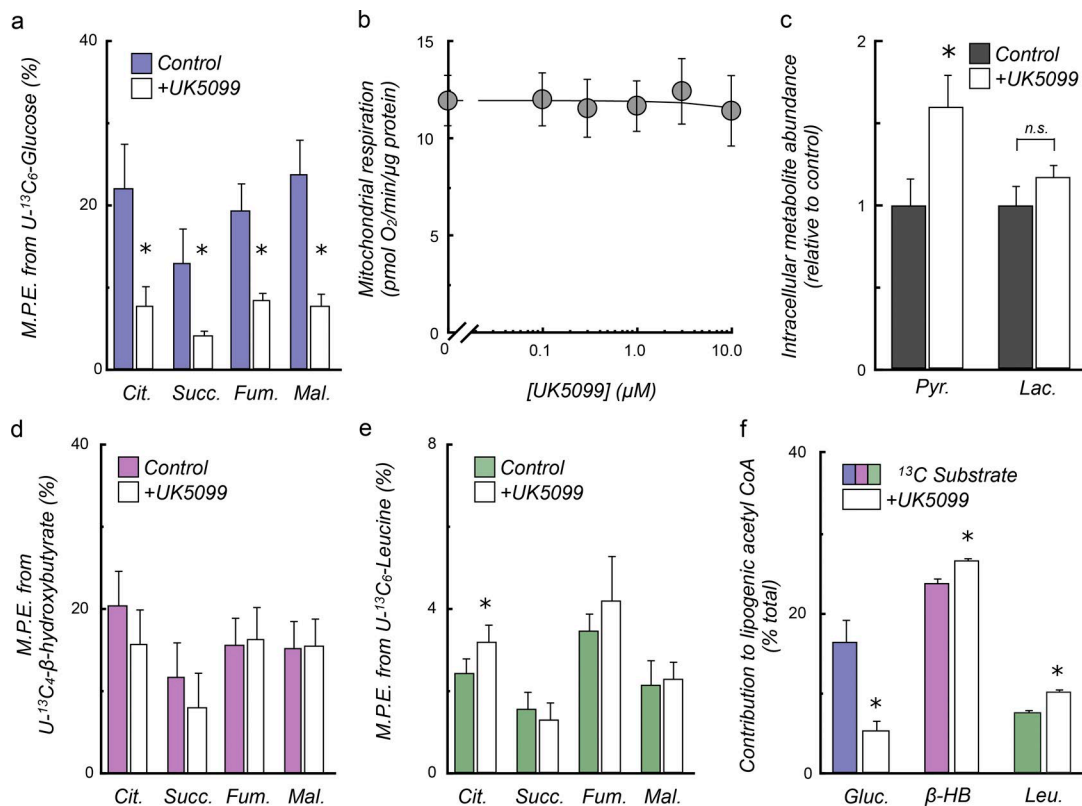 a
M.P.E. from U-¹³C₆-Glucose (%)
40
20
0
Control
+UK5099
*
*
*
*
Cit. Succ. Fum. Mal.
b
Mitochondrial respiration
(pmol O₂/min/µg protein)
15
12
9
6
0
0 0.1 1.0 10.0
[UK5099] (µM)
c
Intracellular metabolite abundance
(relative to control)
2
1
0
Control
+UK5099
*
n.s.
Pyr. Lac.
d
M.P.E. from
U-¹³C₄-β-hydroxybutyrate (%)
40
20
0
Control
+UK5099
Cit. Succ. Fum. Mal.
e
M.P.E. from U-¹³C₆-Leucine (%)
8
4
0
Control
+UK5099
*
Cit. Succ. Fum. Mal.
f
Contribution to lipogenic acetyl CoA
(% total)
40
20
0
¹³C Substrate
+UK5099
*
*
*
Gluc. β-HB Leu.